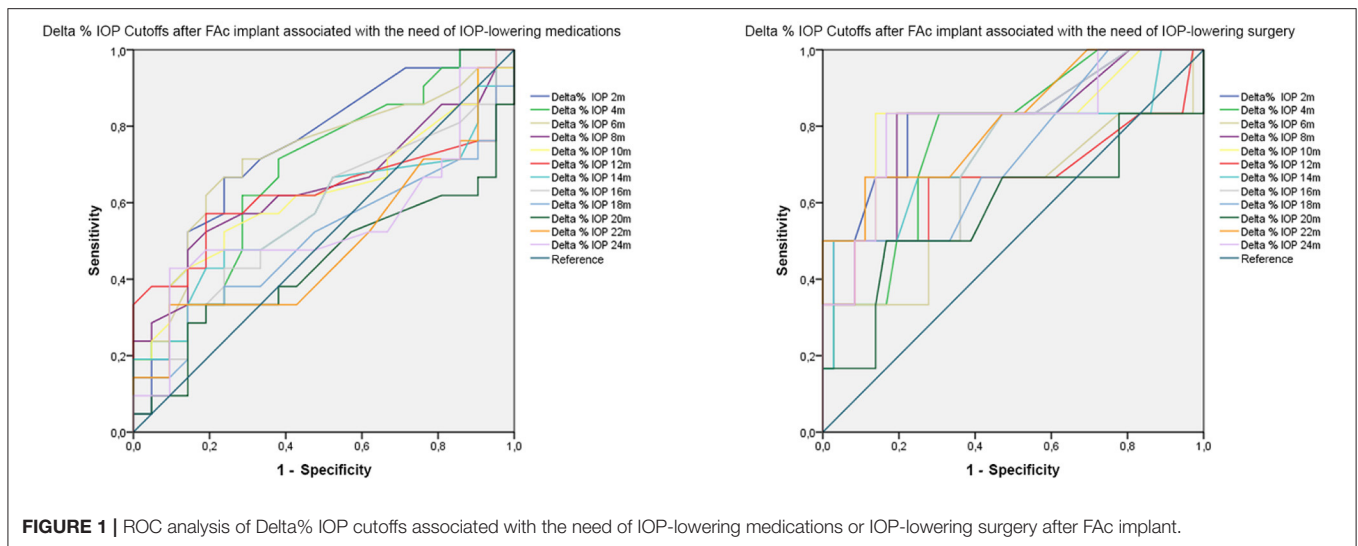 Delta % IOP Cutoffs after FAc implant associated with the need of IOP-lowering medications
1,0
0,8
0,6
0,4
0,2
0,0
0,0
0,2
0,4
0,6
0,8
1,0
Sensitivity
1 - Specificity
Delta% IOP 2m
Delta % IOP 4m
Delta % IOP 6m
Delta % IOP 8m
Delta % IOP 10m
Delta % IOP 12m
Delta % IOP 14m
Delta % IOP 16m
Delta % IOP 18m
Delta % IOP 20m
Delta % IOP 22m
Delta % IOP 24m
Reference
Delta % IOP Cutoffs after FAc implant associated with the need of IOP-lowering surgery
1,0
0,8
0,6
0,4
0,2
0,0
0,0
0,2
0,4
0,6
0,8
1,0
Sensitivity
1 - Specificity
Delta% IOP 2m
Delta % IOP 4m
Delta % IOP 6m
Delta % IOP 8m
Delta % IOP 10m
Delta % IOP 12m
Delta % IOP 14m
Delta % IOP 16m
Delta % IOP 18m
Delta % IOP 20m
Delta % IOP 22m
Delta % IOP 24m
Reference
FIGURE 1 | ROC analysis of Delta% IOP cutoffs associated with the need of IOP-lowering medications or IOP-lowering surgery after FAc implant.